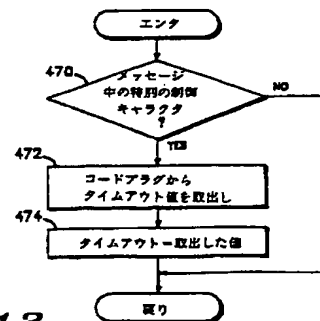 エンタ
470
メッセージ
中の特別の制御
キャラクタ
?
NO
YES
472
コードプラグから
タイムアウト値を取出し
474
タイムアウト＝取出した値
戻り